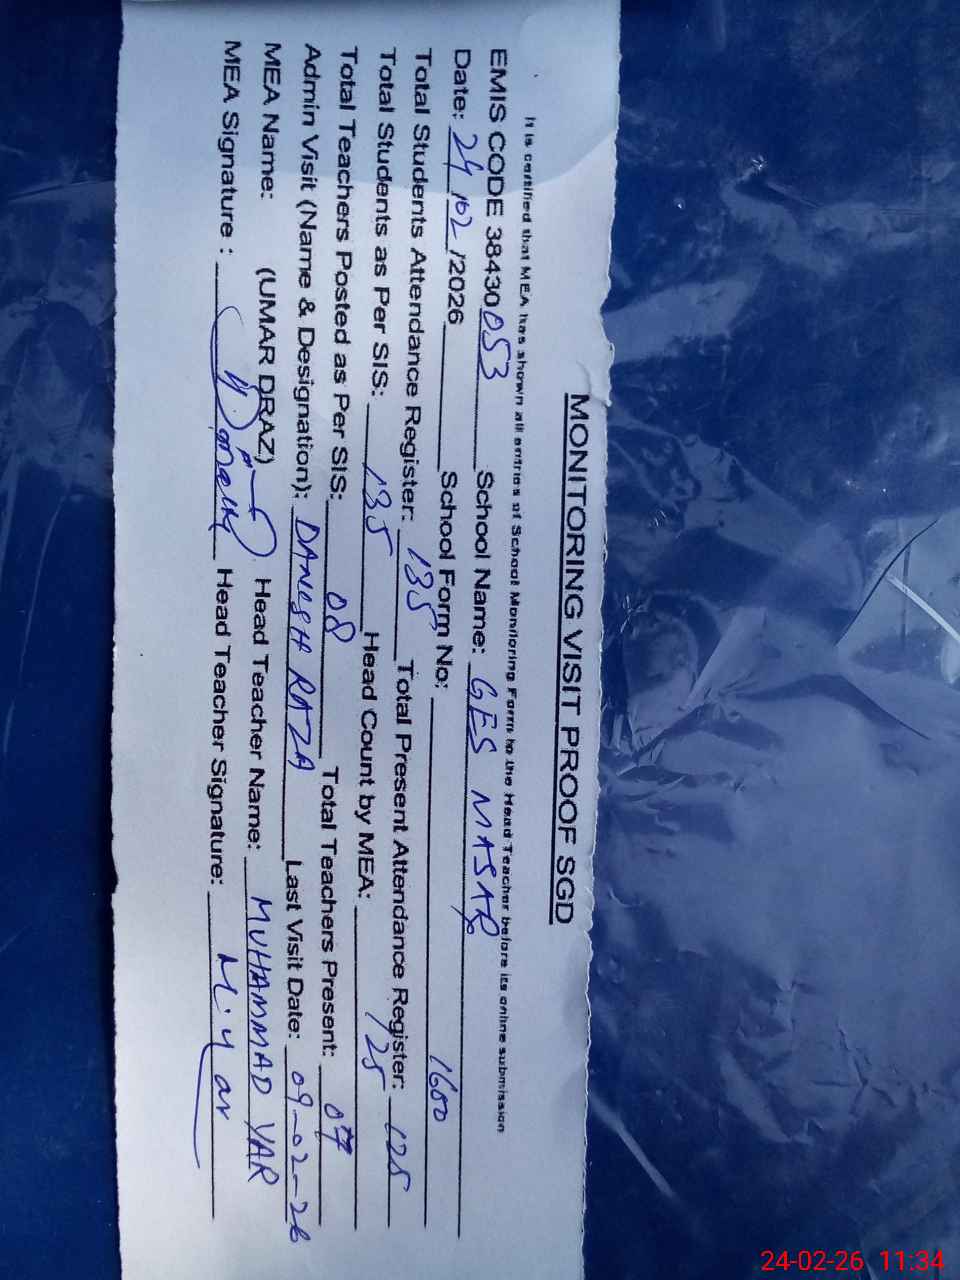 MONITORING VISIT PROOF SGD
It is certified that MEA has shown all entries of School Monitoring Form to the Head Teacher before its online submission
EMIS CODE 38430053 School Name: GES MASAR
Date: 24/02/2026 School Form No: 1600
Total Students Attendance Register: 135 Total Present Attendance Register: 125
Total Students as Per SIS: 135 Head Count by MEA: 125
Total Teachers Posted as Per SIS: 08 Total Teachers Present: 07
Admin Visit (Name & Designation): DANISH RAZA Last Visit Date: 09-02-26
MEA Name: (UMAR DRAZ) Head Teacher Name: MUHAMMAD YAR
MEA Signature : Head Teacher Signature: M.Yar
24-02-26 11:34